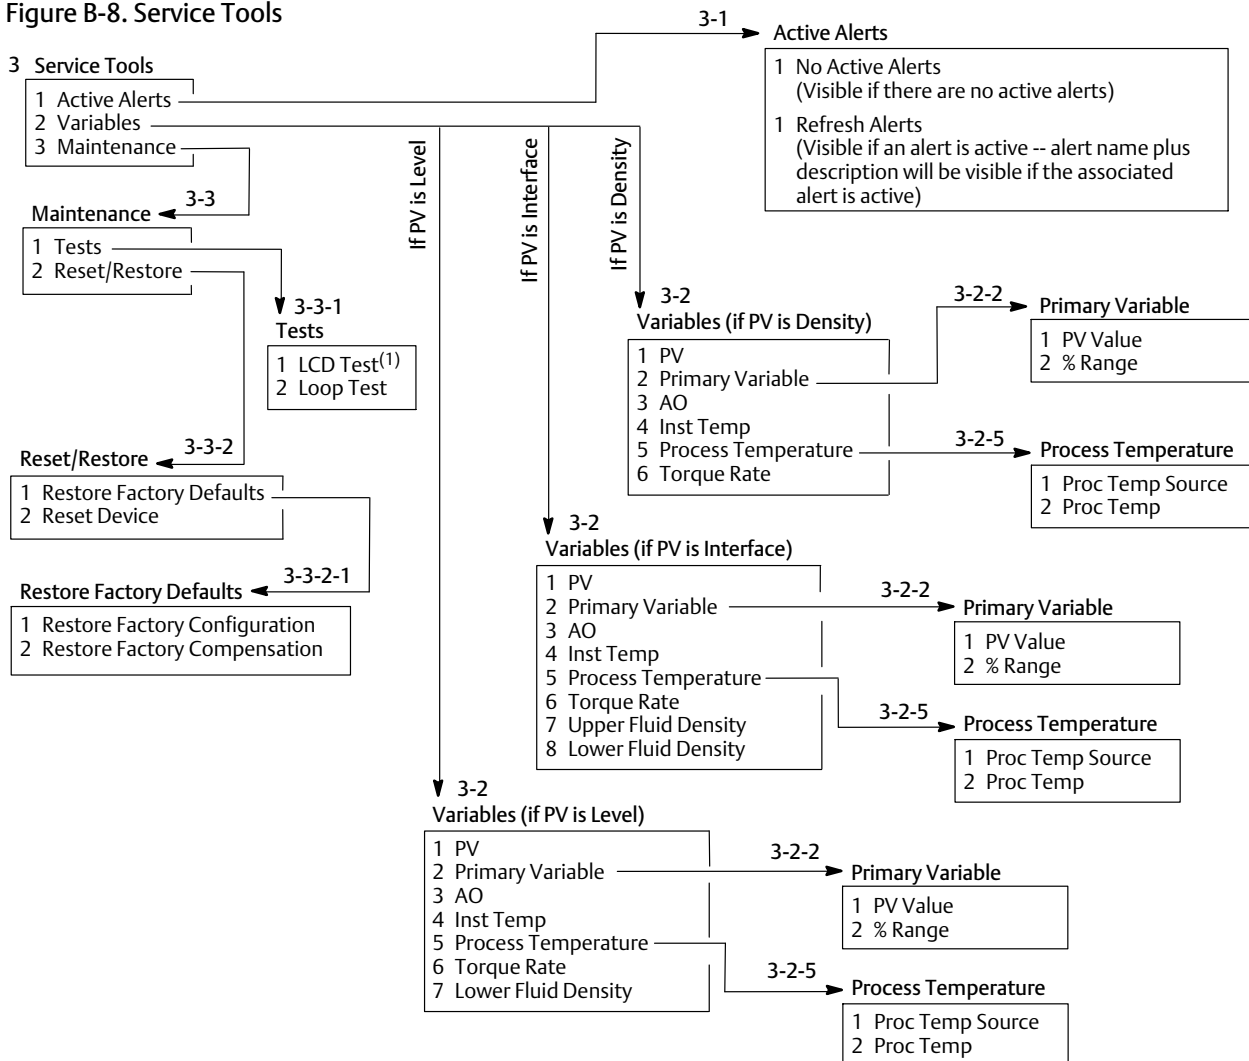 Figure B-8. Service Tools
3 Service Tools
1 Active Alerts
2 Variables
3 Maintenance
3-1
Active Alerts
1 No Active Alerts
(Visible if there are no active alerts)
1 Refresh Alerts
(Visible if an alert is active -- alert name plus
description will be visible if the associated
alert is active)
3-3
Maintenance
1 Tests
2 Reset/Restore
3-3-1
Tests
1 LCD Test(1)
2 Loop Test
3-3-2
Reset/Restore
1 Restore Factory Defaults
2 Reset Device
3-3-2-1
Restore Factory Defaults
1 Restore Factory Configuration
2 Restore Factory Compensation
If PV is Level
If PV is Interface
If PV is Density
3-2
Variables (if PV is Density)
1 PV
2 Primary Variable
3 AO
4 Inst Temp
5 Process Temperature
6 Torque Rate
3-2-2
Primary Variable
1 PV Value
2 % Range
3-2-5
Process Temperature
1 Proc Temp Source
2 Proc Temp
3-2
Variables (if PV is Interface)
1 PV
2 Primary Variable
3 AO
4 Inst Temp
5 Process Temperature
6 Torque Rate
7 Upper Fluid Density
8 Lower Fluid Density
3-2-2
Primary Variable
1 PV Value
2 % Range
3-2-5
Process Temperature
1 Proc Temp Source
2 Proc Temp
3-2
Variables (if PV is Level)
1 PV
2 Primary Variable
3 AO
4 Inst Temp
5 Process Temperature
6 Torque Rate
7 Lower Fluid Density
3-2-2
Primary Variable
1 PV Value
2 % Range
3-2-5
Process Temperature
1 Proc Temp Source
2 Proc Temp